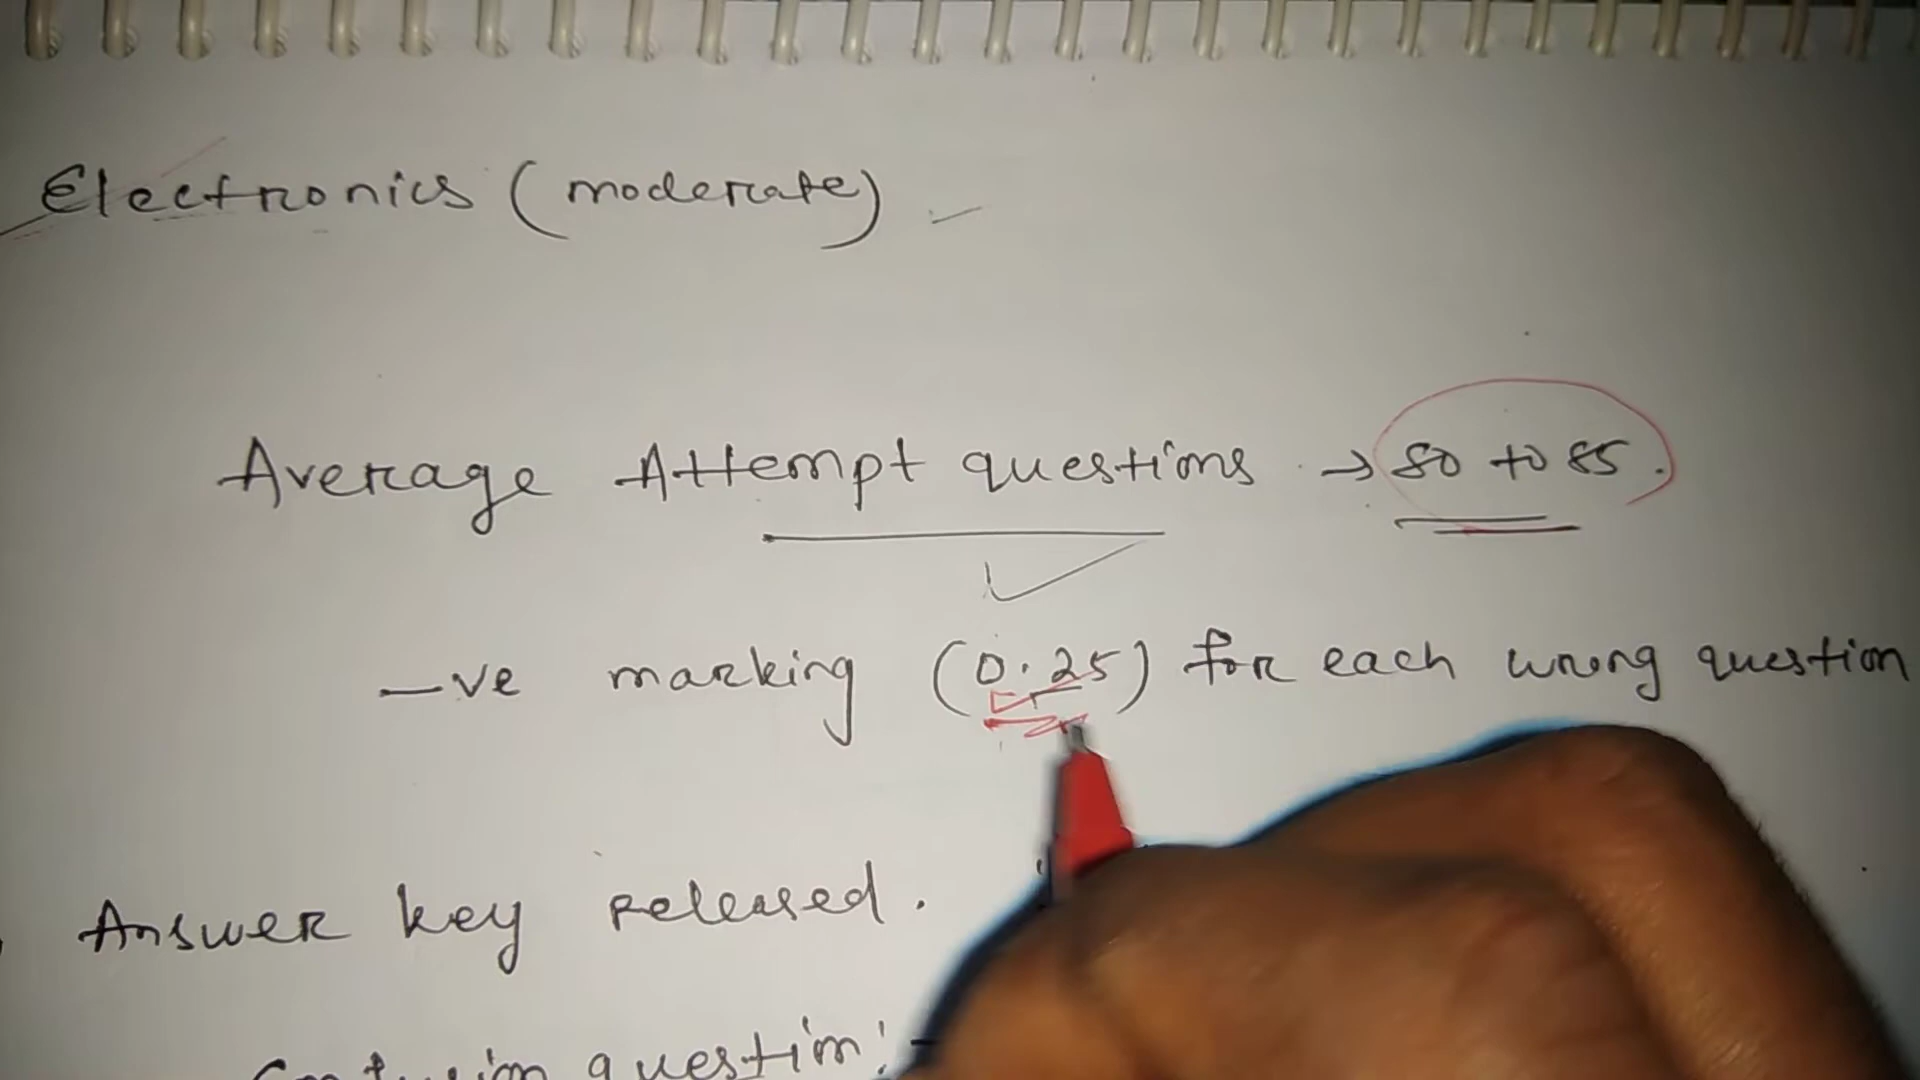 Electronics (moderate)
Average Attempt questions → 80 to 85.
-ve marking (0.25) for each wrong question
Answer key released.
Confusion question: